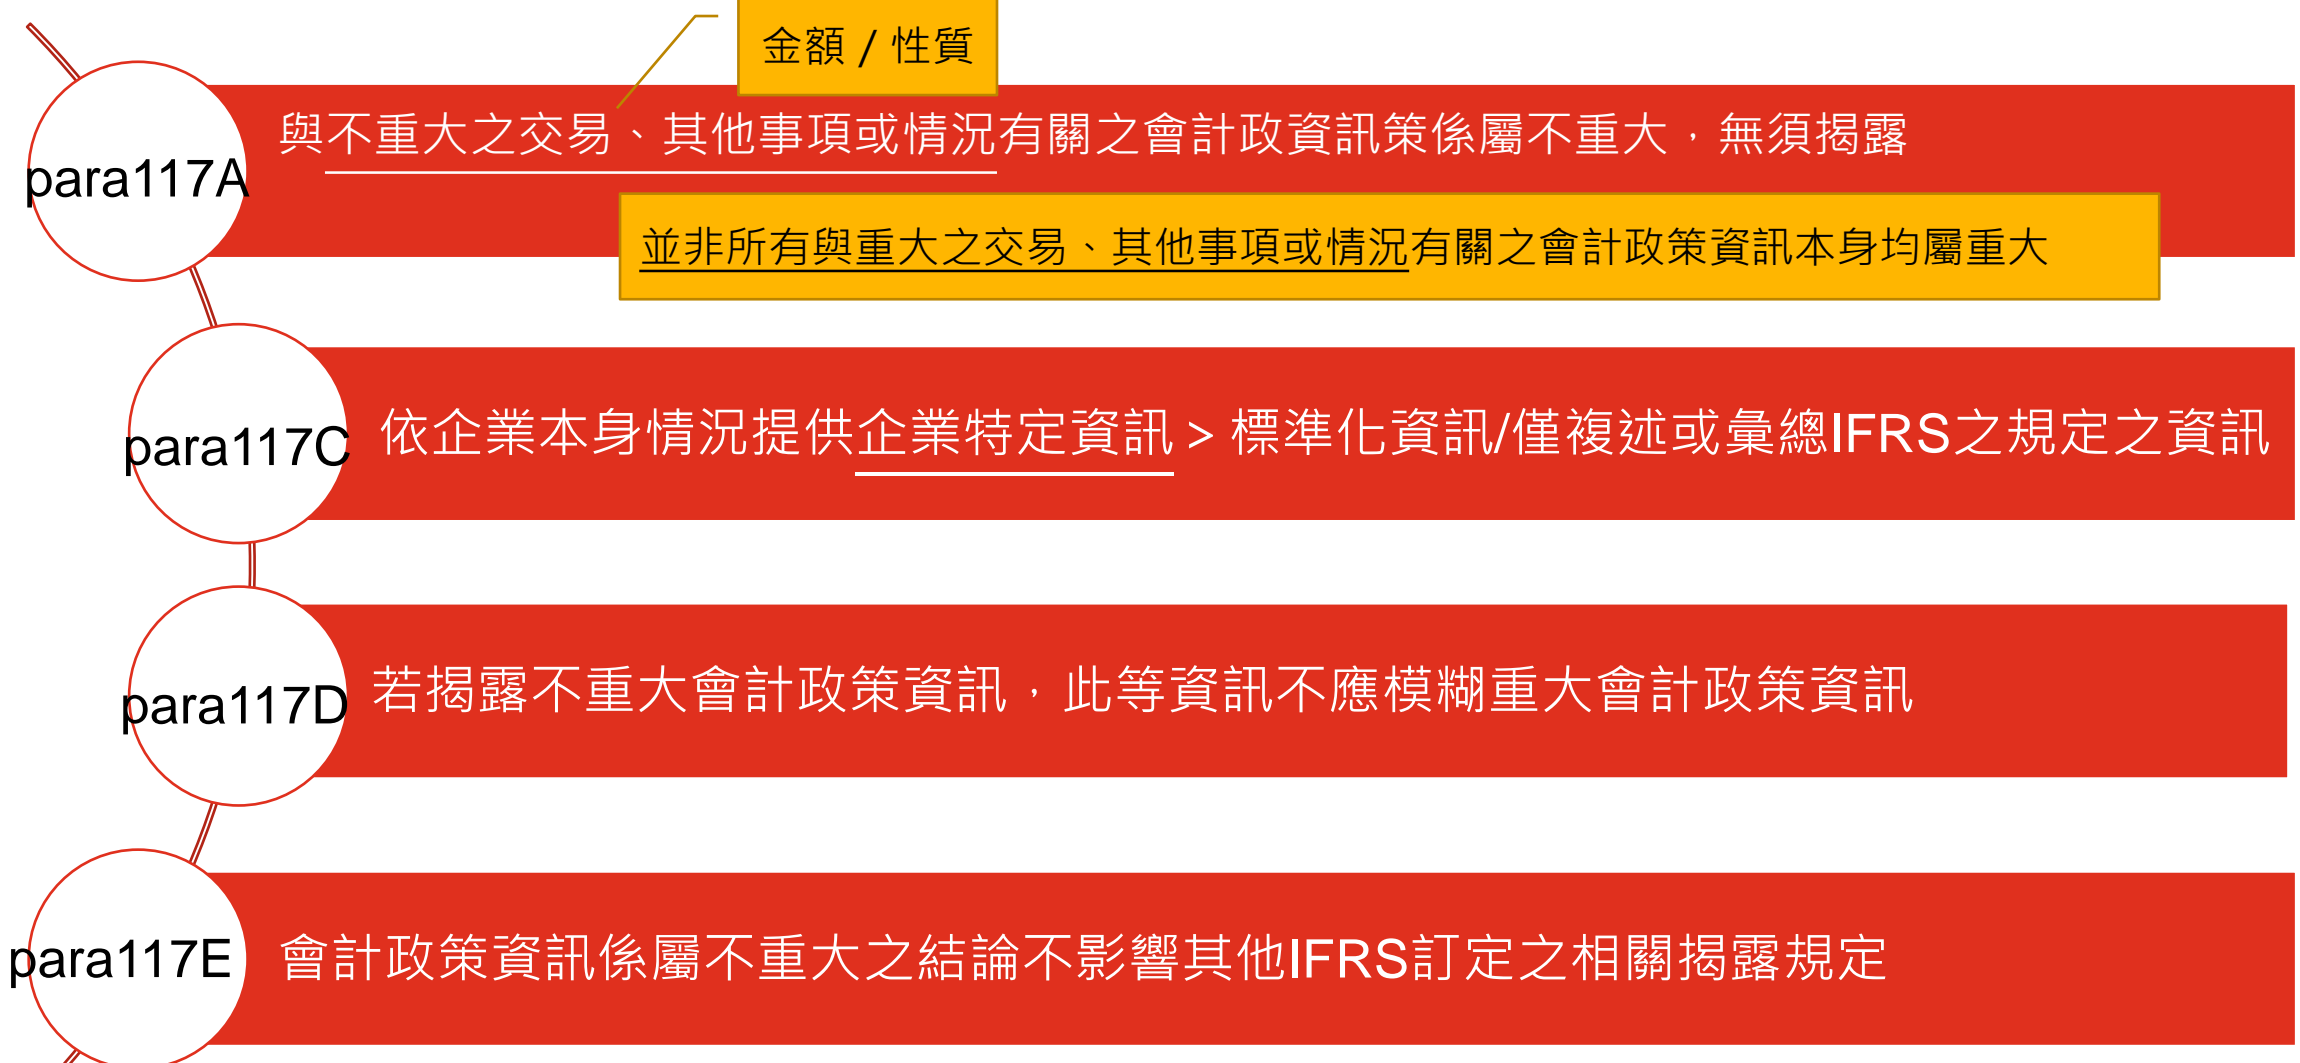 金額 / 性質
para117A
與不重大之交易、其他事項或情況有關之會計政資訊策係屬不重大，無須揭露
並非所有與重大之交易、其他事項或情況有關之會計政策資訊本身均屬重大
para117C
依企業本身情況提供企業特定資訊 > 標準化資訊/僅複述或彙總IFRS之規定之資訊
para117D
若揭露不重大會計政策資訊，此等資訊不應模糊重大會計政策資訊
para117E
會計政策資訊係屬不重大之結論不影響其他IFRS訂定之相關揭露規定